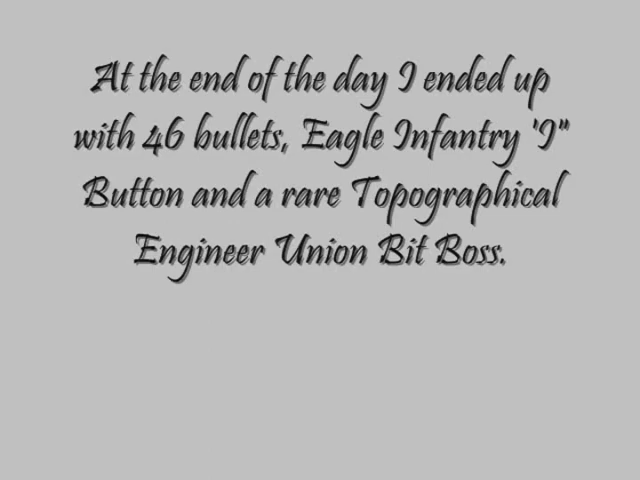 At the end of the day I ended up
with 46 bullets, Eagle Infantry 'I"
Button and a rare Topographical
Engineer Union Bit Boss.